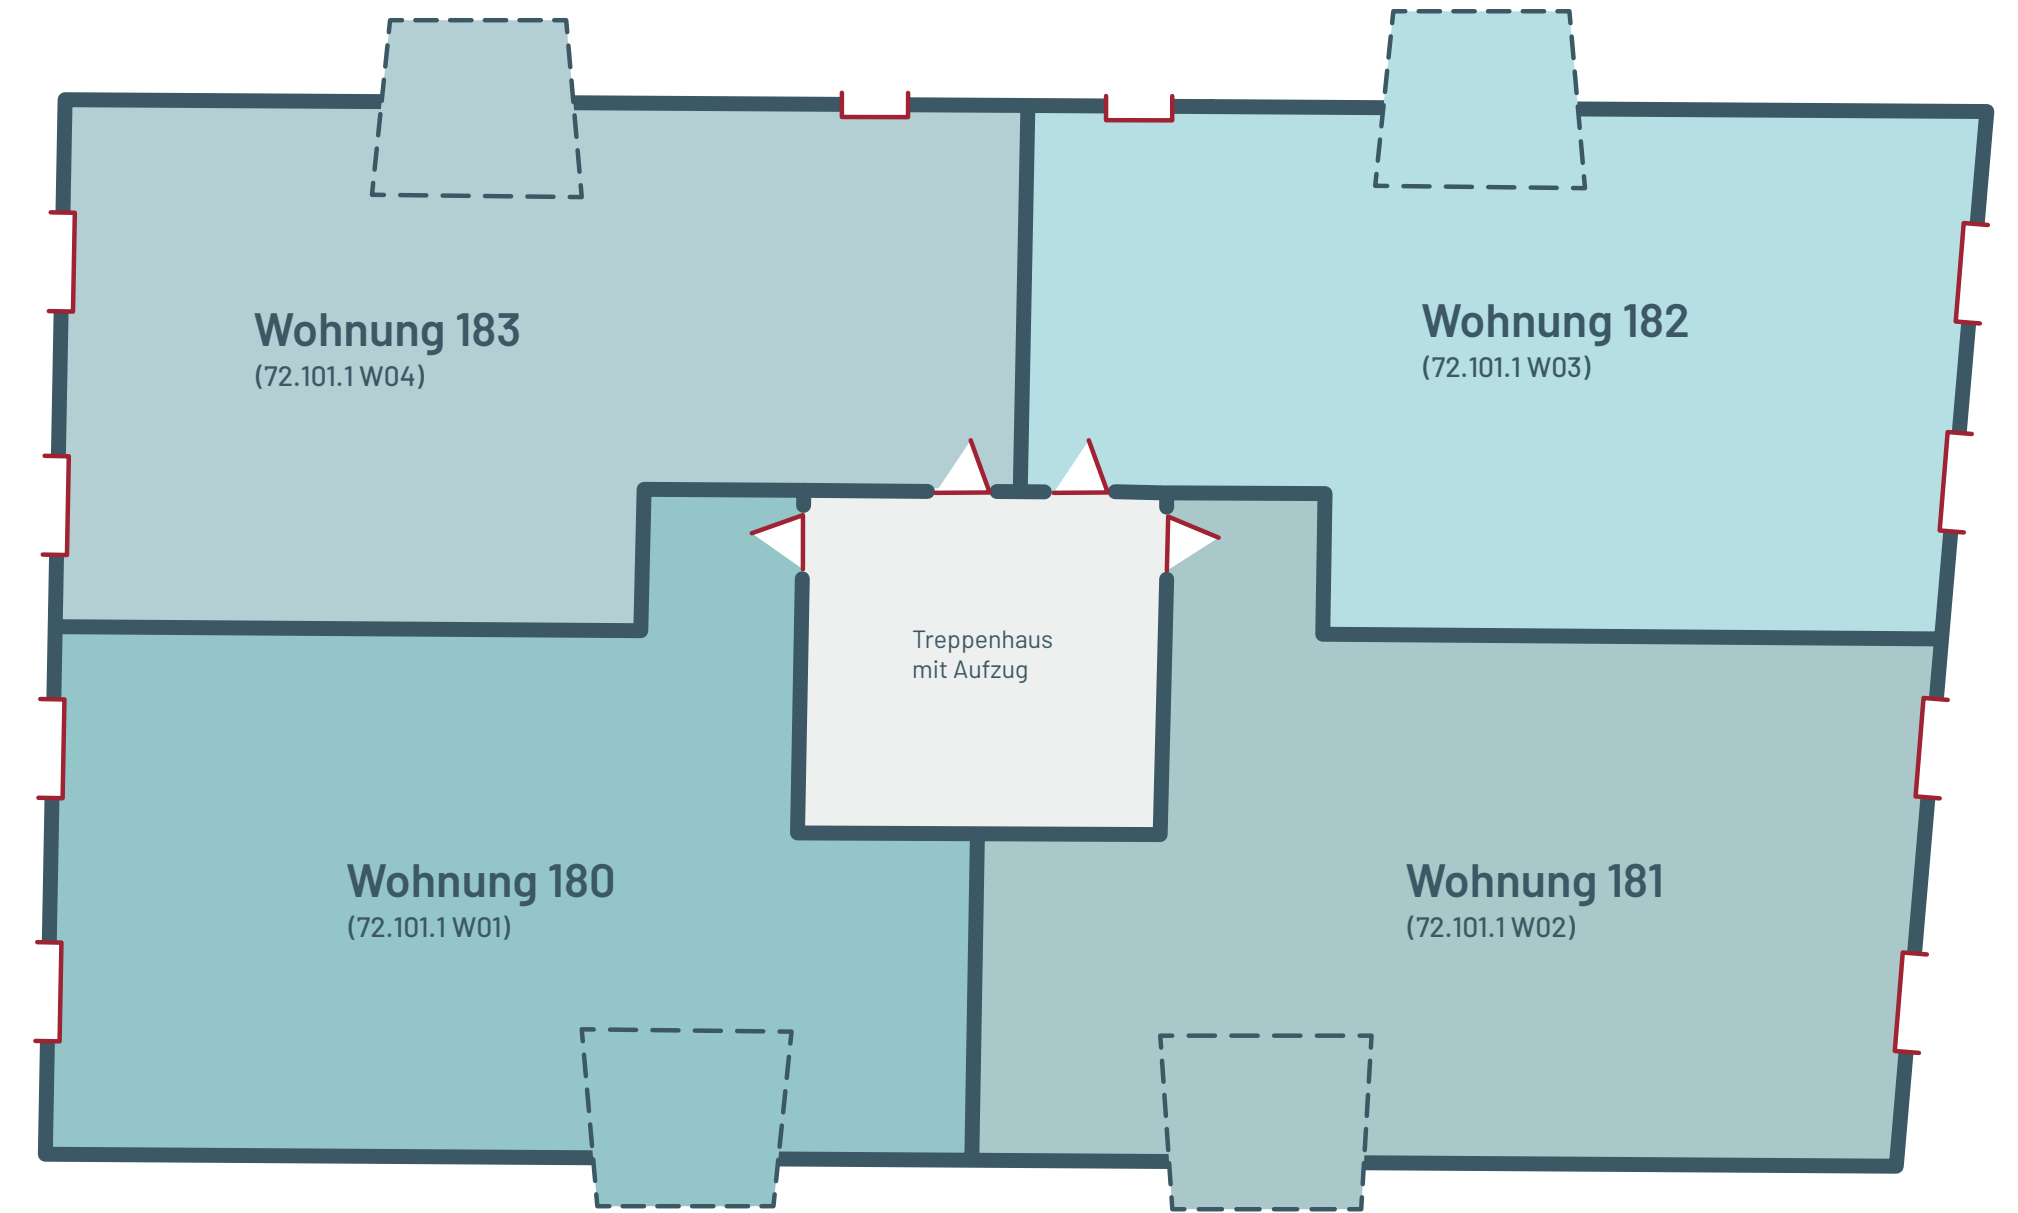 Wohnung 183
(72.101.1 W04)
Wohnung 182
(72.101.1 W03)
Treppenhaus
mit Aufzug
Wohnung 180
(72.101.1 W01)
Wohnung 181
(72.101.1 W02)